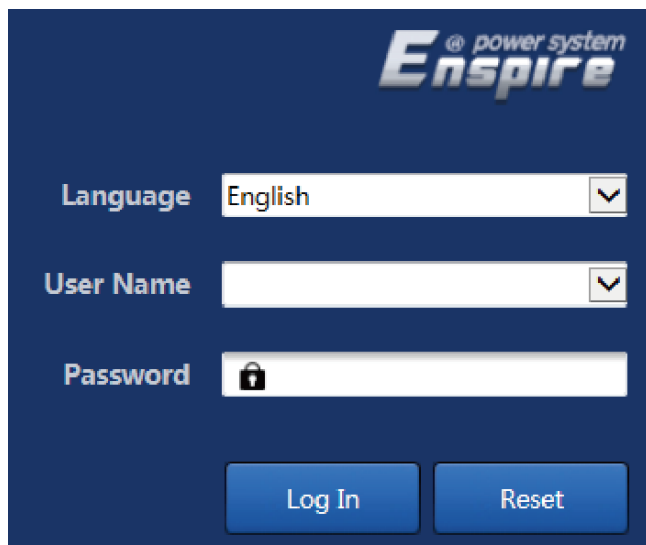 @ power system
Enspire
Language English
User Name
Password
Log In Reset